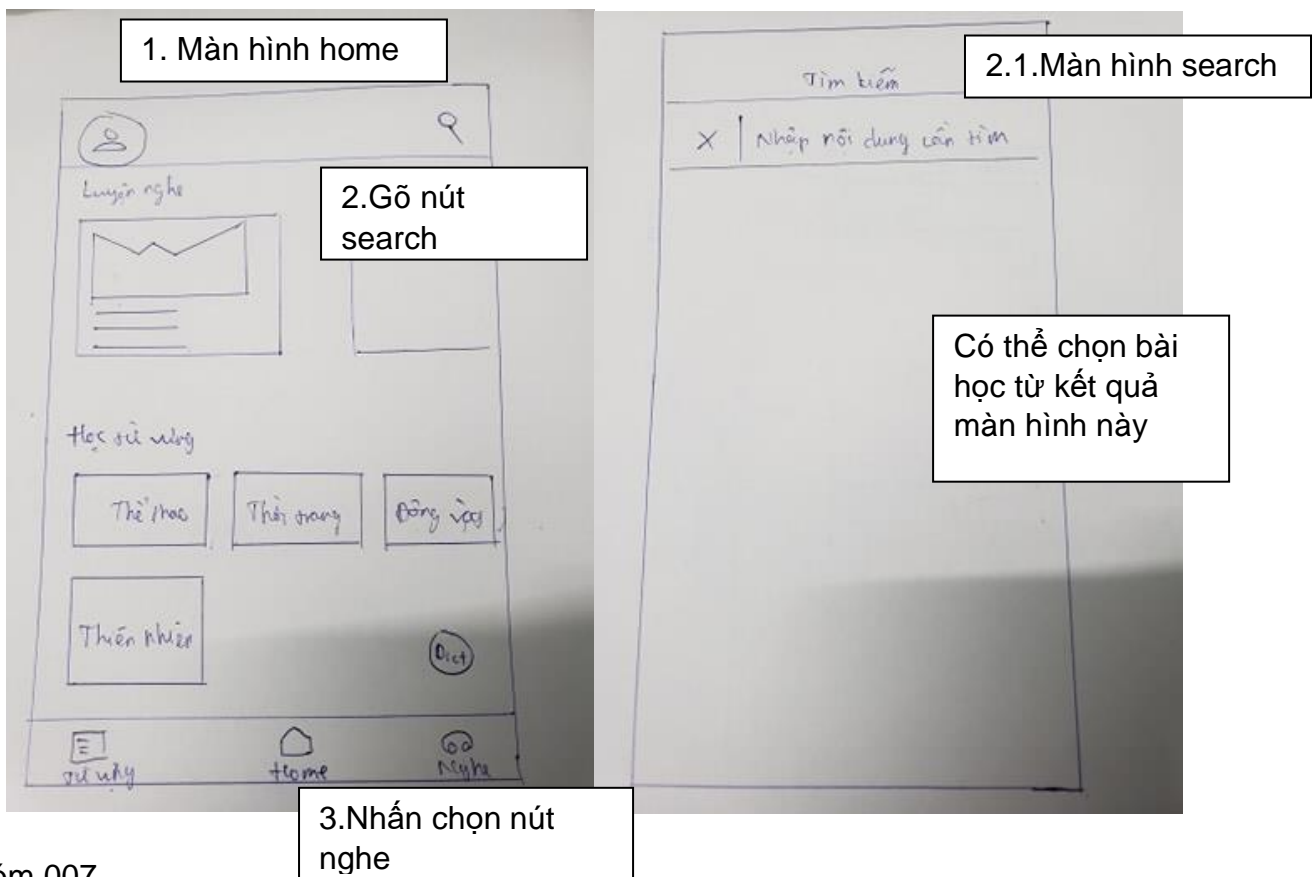 1. Màn hình home
2.1.Màn hình search
Tìm kiếm
X | Nhập nội dung cần tìm
Luyện nghe
2.Gõ nút
search
Có thể chọn bài
học từ kết quả
màn hình này
Học từ vựng
Thể thao
Thời trang
Động vật
Thiên nhiên
Dict
Từ vựng
Home
Nghe
3.Nhấn chọn nút
nghe
óm 007